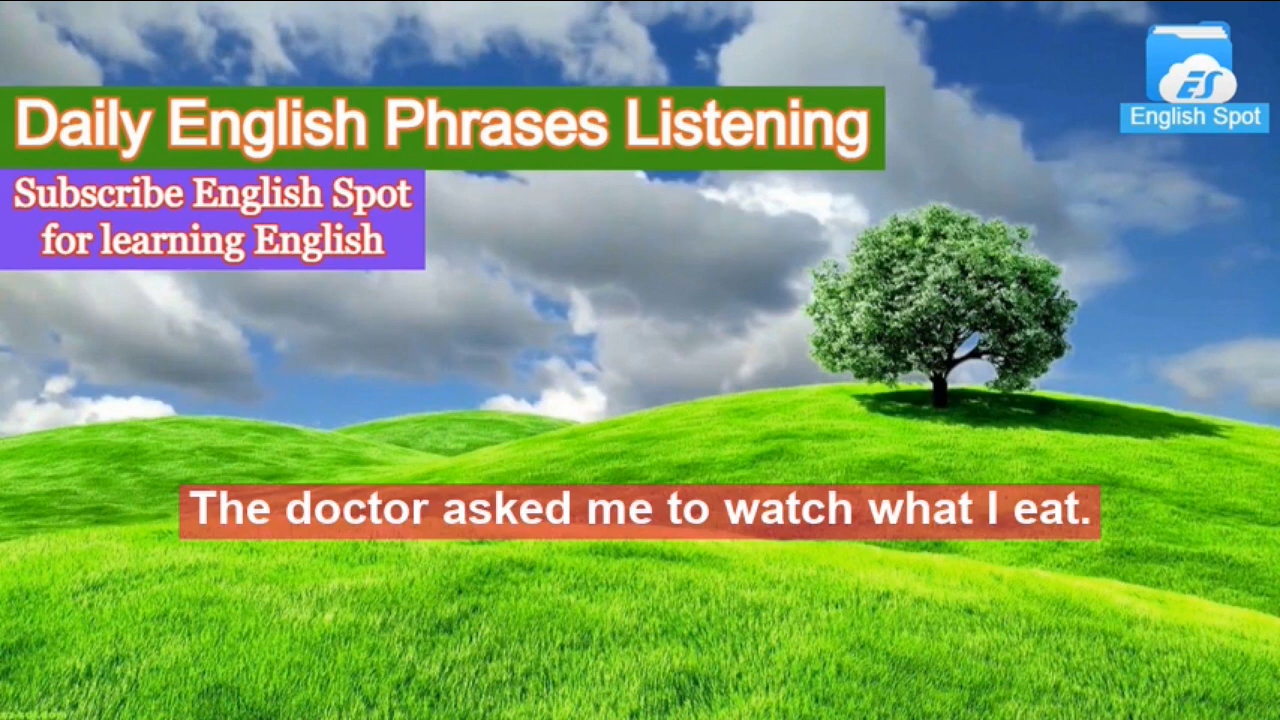 Daily English Phrases Listening
Subscribe English Spot
for learning English
ES
English Spot
The doctor asked me to watch what I eat.